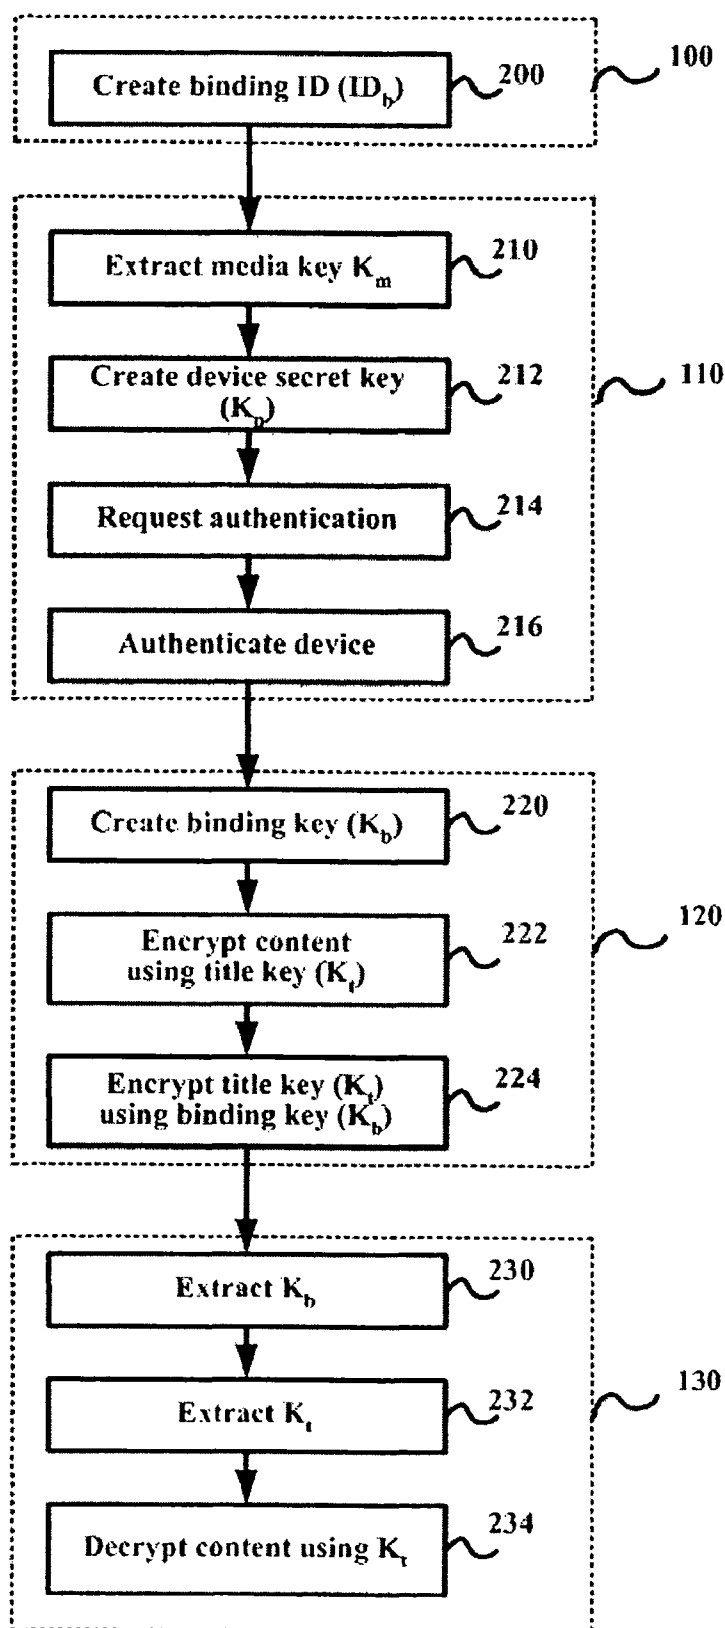 100
Create binding ID (ID_b) 200
Extract media key K_m 210
Create device secret key 212
(K_p)
110
Request authentication 214
Authenticate device 216
Create binding key (K_b) 220
120
Encrypt content 222
using title key (K_t)
Encrypt title key (K_t) 224
using binding key (K_b)
Extract K_b 230
130
Extract K_t 232
Decrypt content using K_t 234